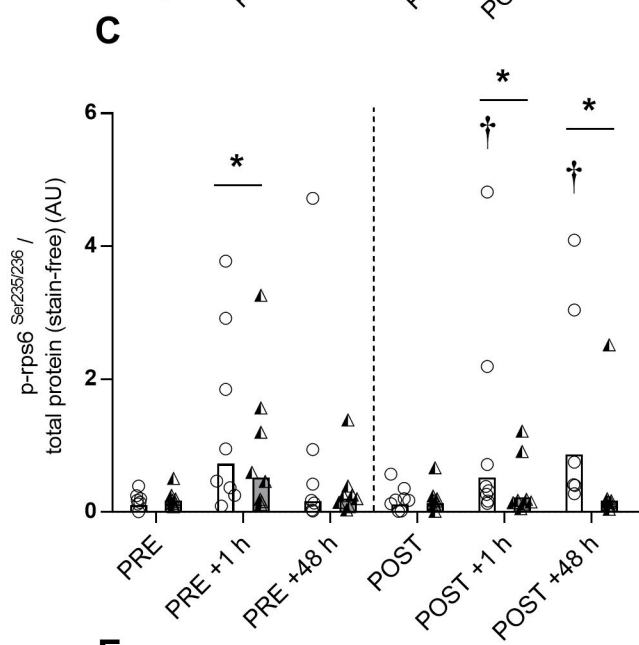 C
*
*
*
†
†
6
4
2
0
p-rps6 Ser235/236 /
total protein (stain-free) (AU)
PRE
PRE +1 h
PRE +48 h
POST
POST +1 h
POST +48 h